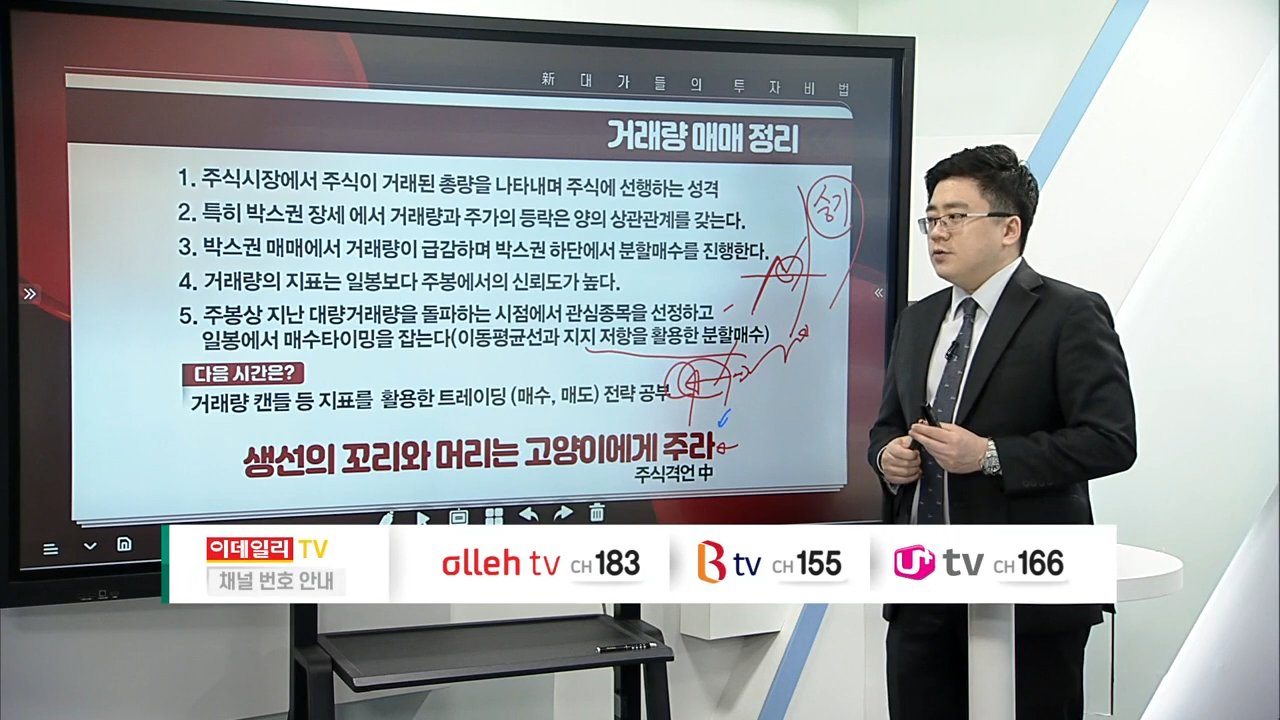 新 대 가 들 의 투 자 비 법
거래량 매매 정리
1. 주식시장에서 주식이 거래된 총량을 나타내며 주식에 선행하는 성격
2. 특히 박스권 장세 에서 거래량과 주가의 등락은 양의 상관관계를 갖는다.
3. 박스권 매매에서 거래량이 급감하며 박스권 하단에서 분할매수를 진행한다.
4. 거래량의 지표는 일봉보다 주봉에서의 신뢰도가 높다.
5. 주봉상 지난 대량거래량을 돌파하는 시점에서 관심종목을 선정하고
일봉에서 매수타이밍을 잡는다(이동평균선과 지지 저항을 활용한 분할매수)
다음 시간은?
거래량 캔들 등 지표를 활용한 트레이딩 (매수, 매도) 전략 공부
생선의 꼬리와 머리는 고양이에게 주라
주식격언 中
이데일리 TV
채널 번호 안내
olleh tv CH 183
B tv CH 155
U+ tv CH 166